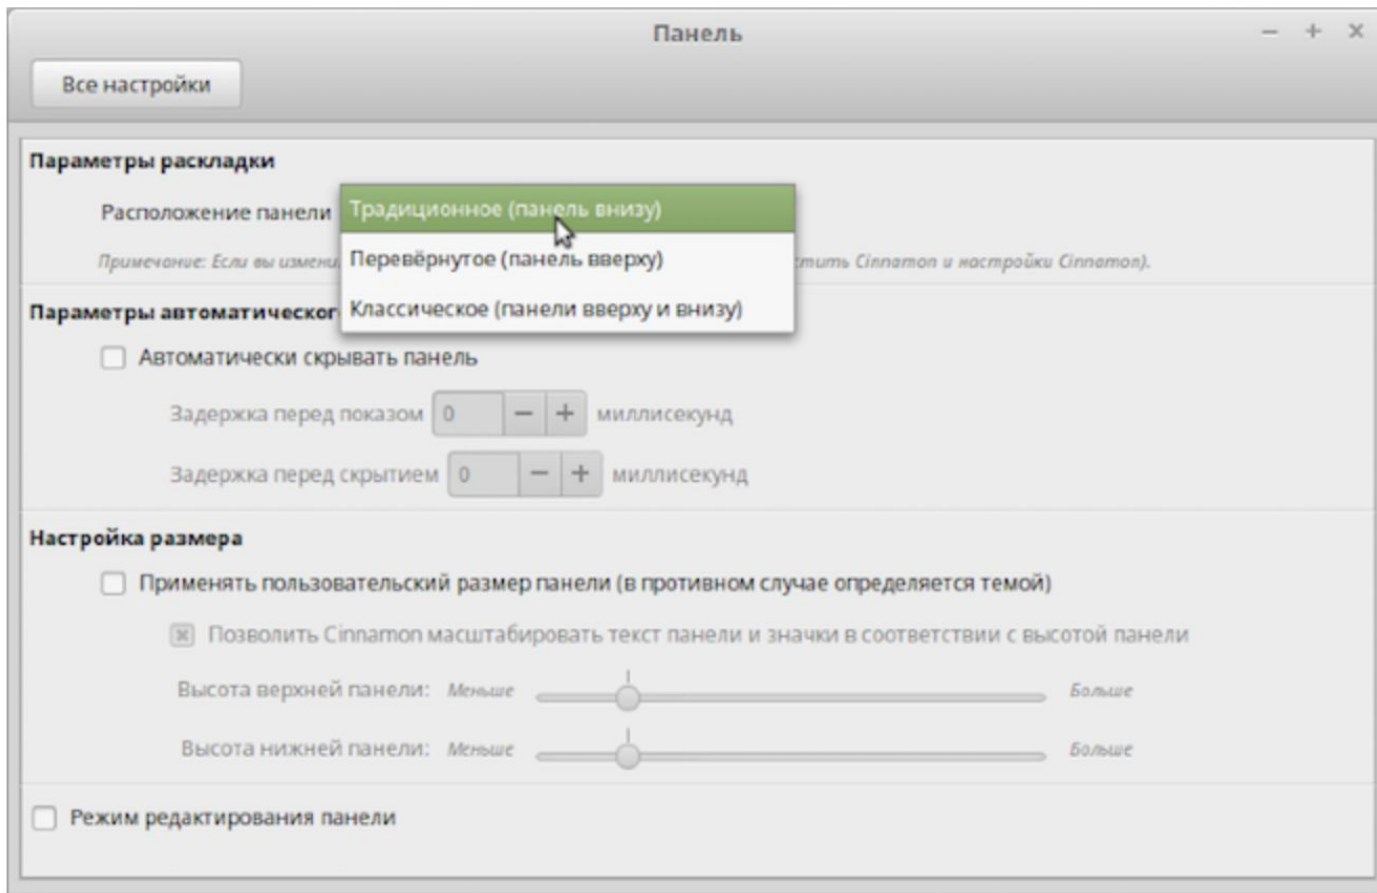 Панель
Все настройки
Параметры раскладки
Расположение панели
Традиционное (панель внизу)
Перевёрнутое (панель вверху)
Классическое (панели вверху и внизу)
Примечание: Если вы Cinnamon и настройки Cinnamon).
Параметры автоматического
Автоматически скрывать панель
Задержка перед показом 0 − + миллисекунд
Задержка перед скрытием 0 − + миллисекунд
Настройка размера
Применять пользовательский размер панели (в противном случае определяется темой)
Позволить Cinnamon масштабировать текст панели и значки в соответствии с высотой панели
Высота верхней панели: Меньше Больше
Высота нижней панели: Меньше Больше
Режим редактирования панели